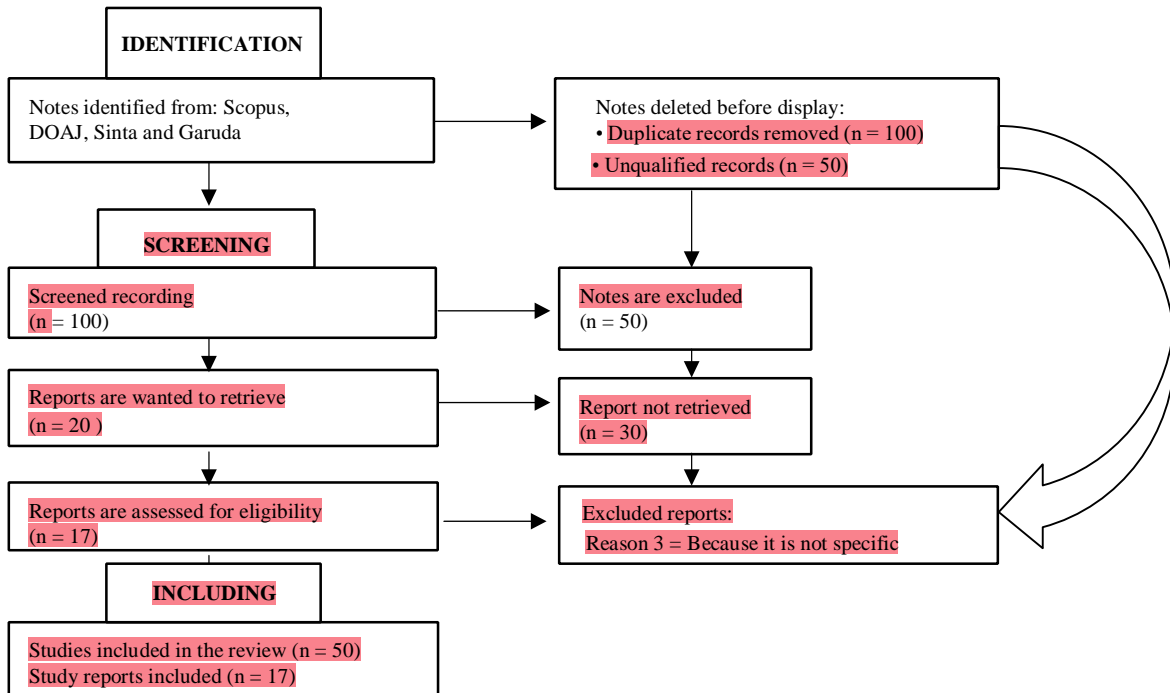 IDENTIFICATION
Notes identified from: Scopus,
DOAJ, Sinta and Garuda
Notes deleted before display:
• Duplicate records removed (n = 100)
• Unqualified records (n = 50)
SCREENING
Screened recording
(n = 100)
Notes are excluded
(n = 50)
Reports are wanted to retrieve
(n = 20 )
Report not retrieved
(n = 30)
Reports are assessed for eligibility
(n = 17)
Excluded reports:
Reason 3 = Because it is not specific
INCLUDING
Studies included in the review (n = 50)
Study reports included (n = 17)